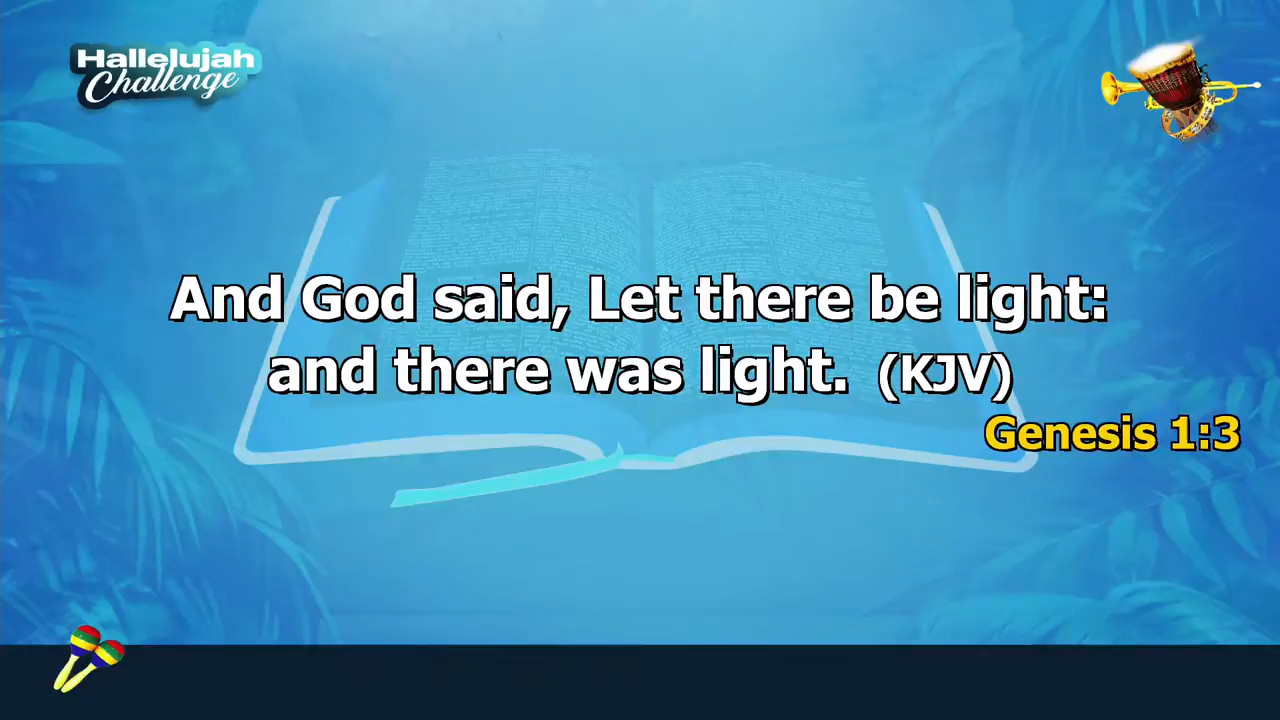 Hallelujah
Challenge
And God said, Let there be light:
and there was light. (KJV)
Genesis 1:3